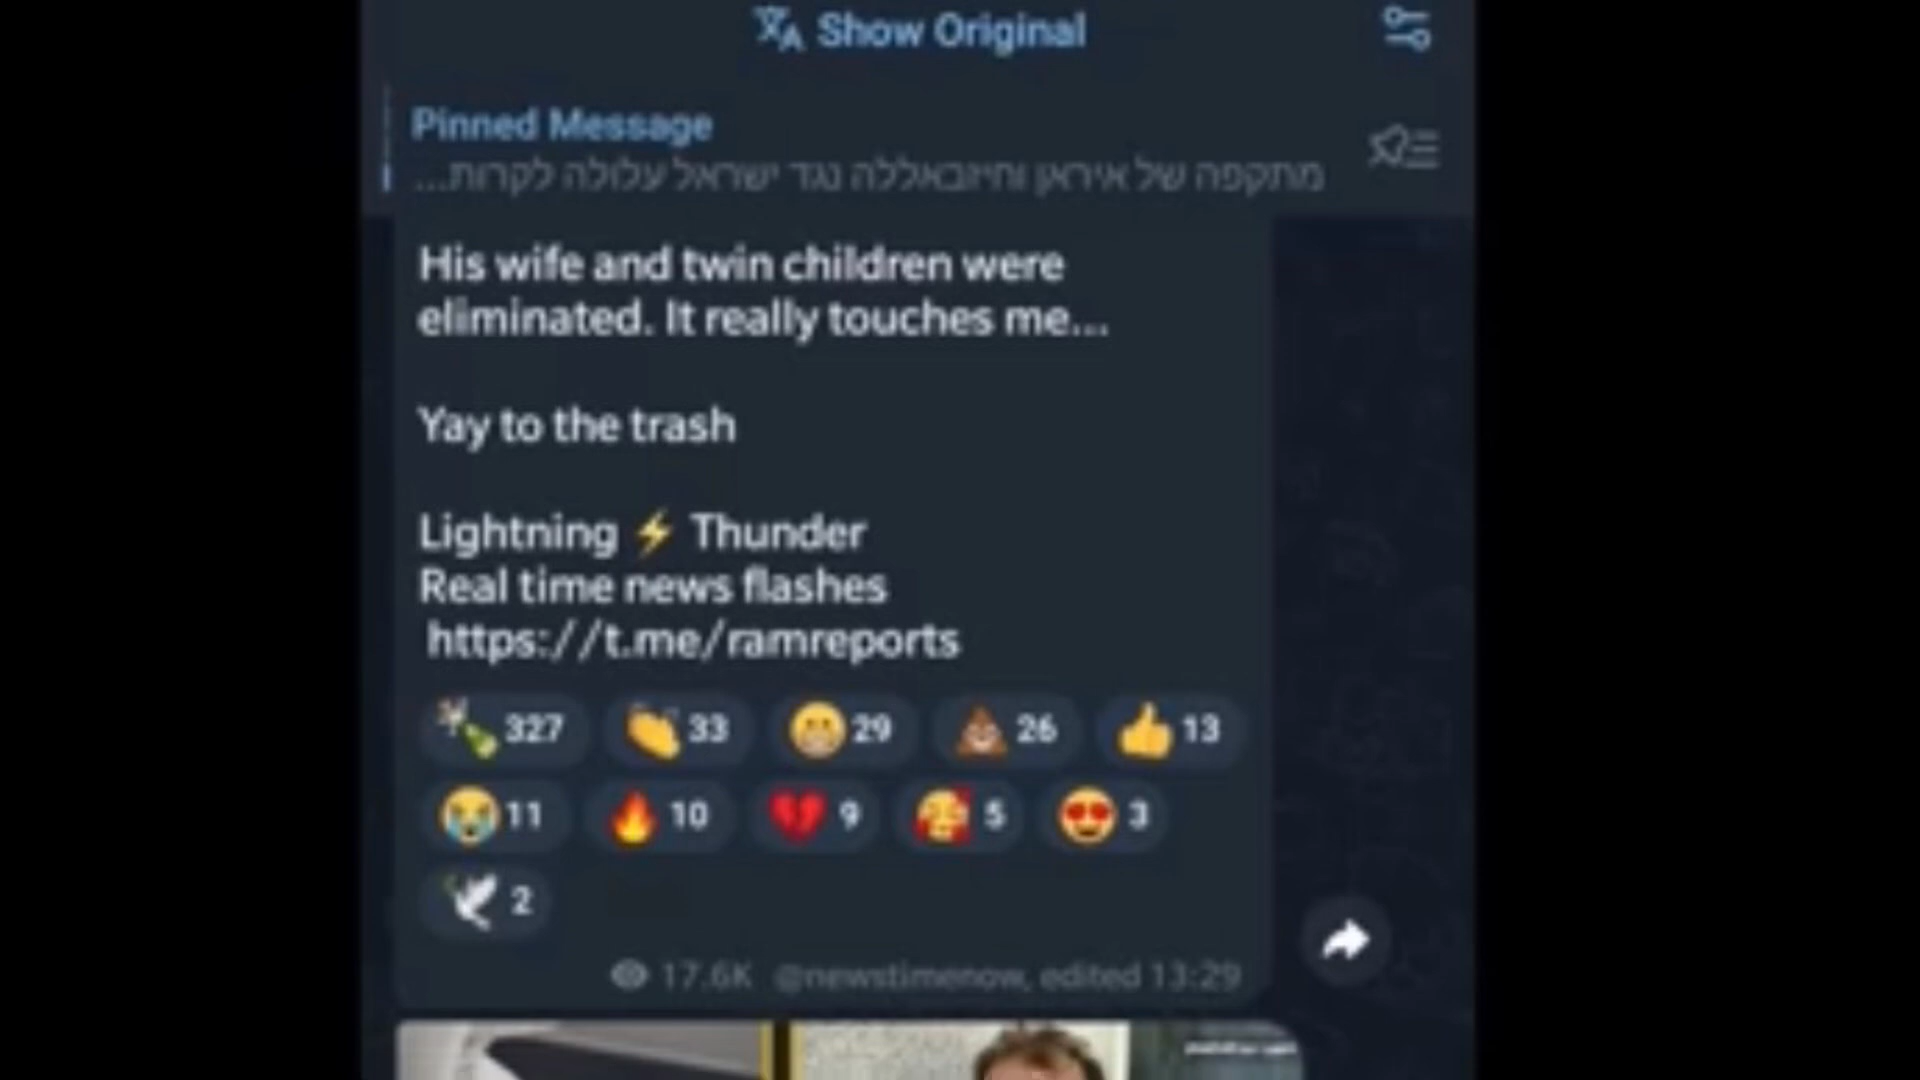 Show Original
Pinned Message
מתקפה של איראן וחיזבאללה נגד ישראל עלולה לקרות...
His wife and twin children were
eliminated. It really touches me...
Yay to the trash
Lightning ⚡ Thunder
Real time news flashes
https://t.me/ramreports
327 33 29 26 13
11 10 9 5 3
2
17.6K @newstimenow, edited 13:29